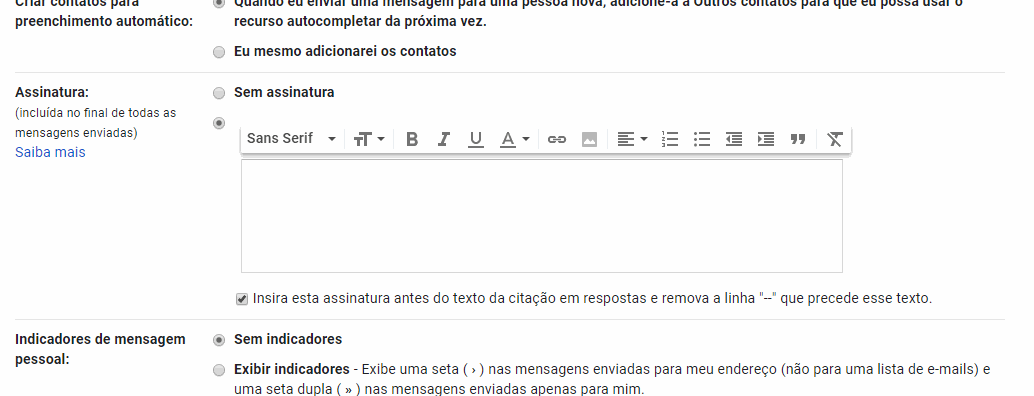 Criar contatos para
preenchimento automático:
Quando eu enviar uma mensagem para uma pessoa nova, adicione-a a Outros contatos para que eu possa usar o
recurso autocompletar da próxima vez.
Eu mesmo adicionarei os contatos
Assinatura:
(incluída no final de todas as
mensagens enviadas)
Saiba mais
Sem assinatura
Sans Serif
Insira esta assinatura antes do texto da citação em respostas e remova a linha "--" que precede esse texto.
Indicadores de mensagem
pessoal:
Sem indicadores
Exibir indicadores - Exibe uma seta ( › ) nas mensagens enviadas para meu endereço (não para uma lista de e-mails) e
uma seta dupla ( » ) nas mensagens enviadas apenas para mim.